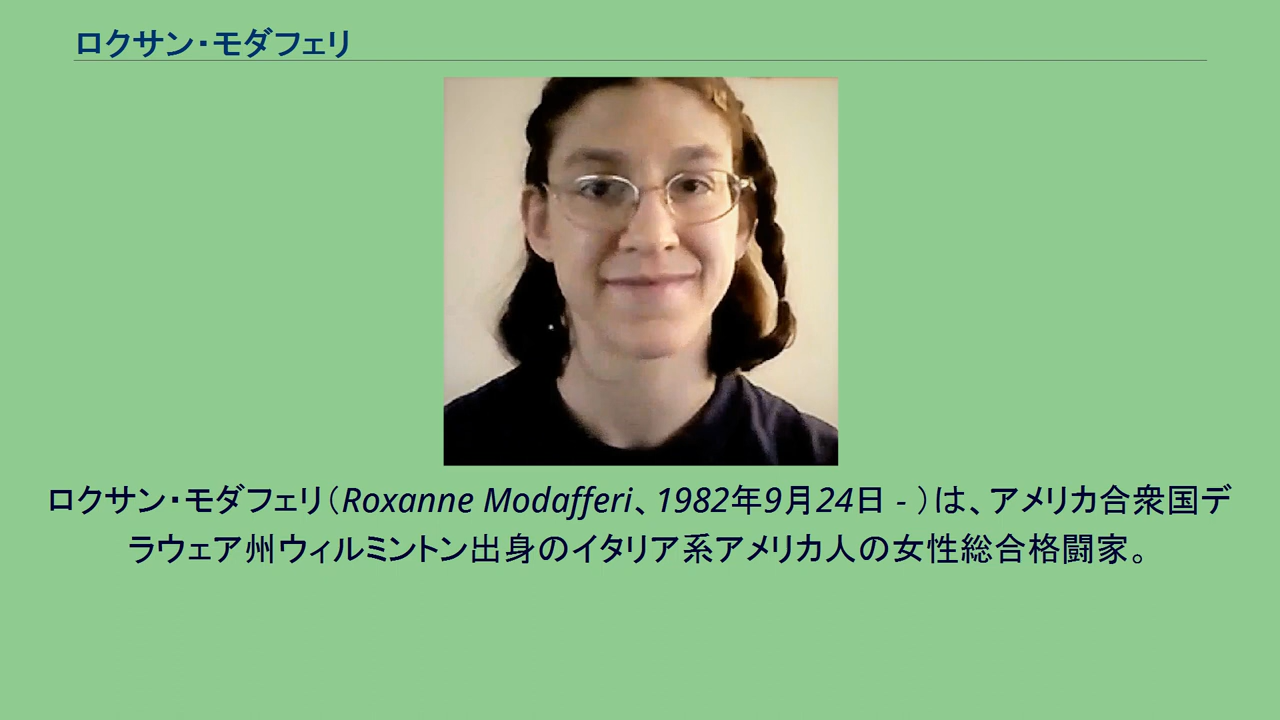 ロクサン・モダフェリ
ロクサン・モダフェリ（Roxanne Modafferi、1982年9月24日 - ）は、アメリカ合衆国デ
ラウェア州ウィルミントン出身のイタリア系アメリカ人の女性総合格闘家。